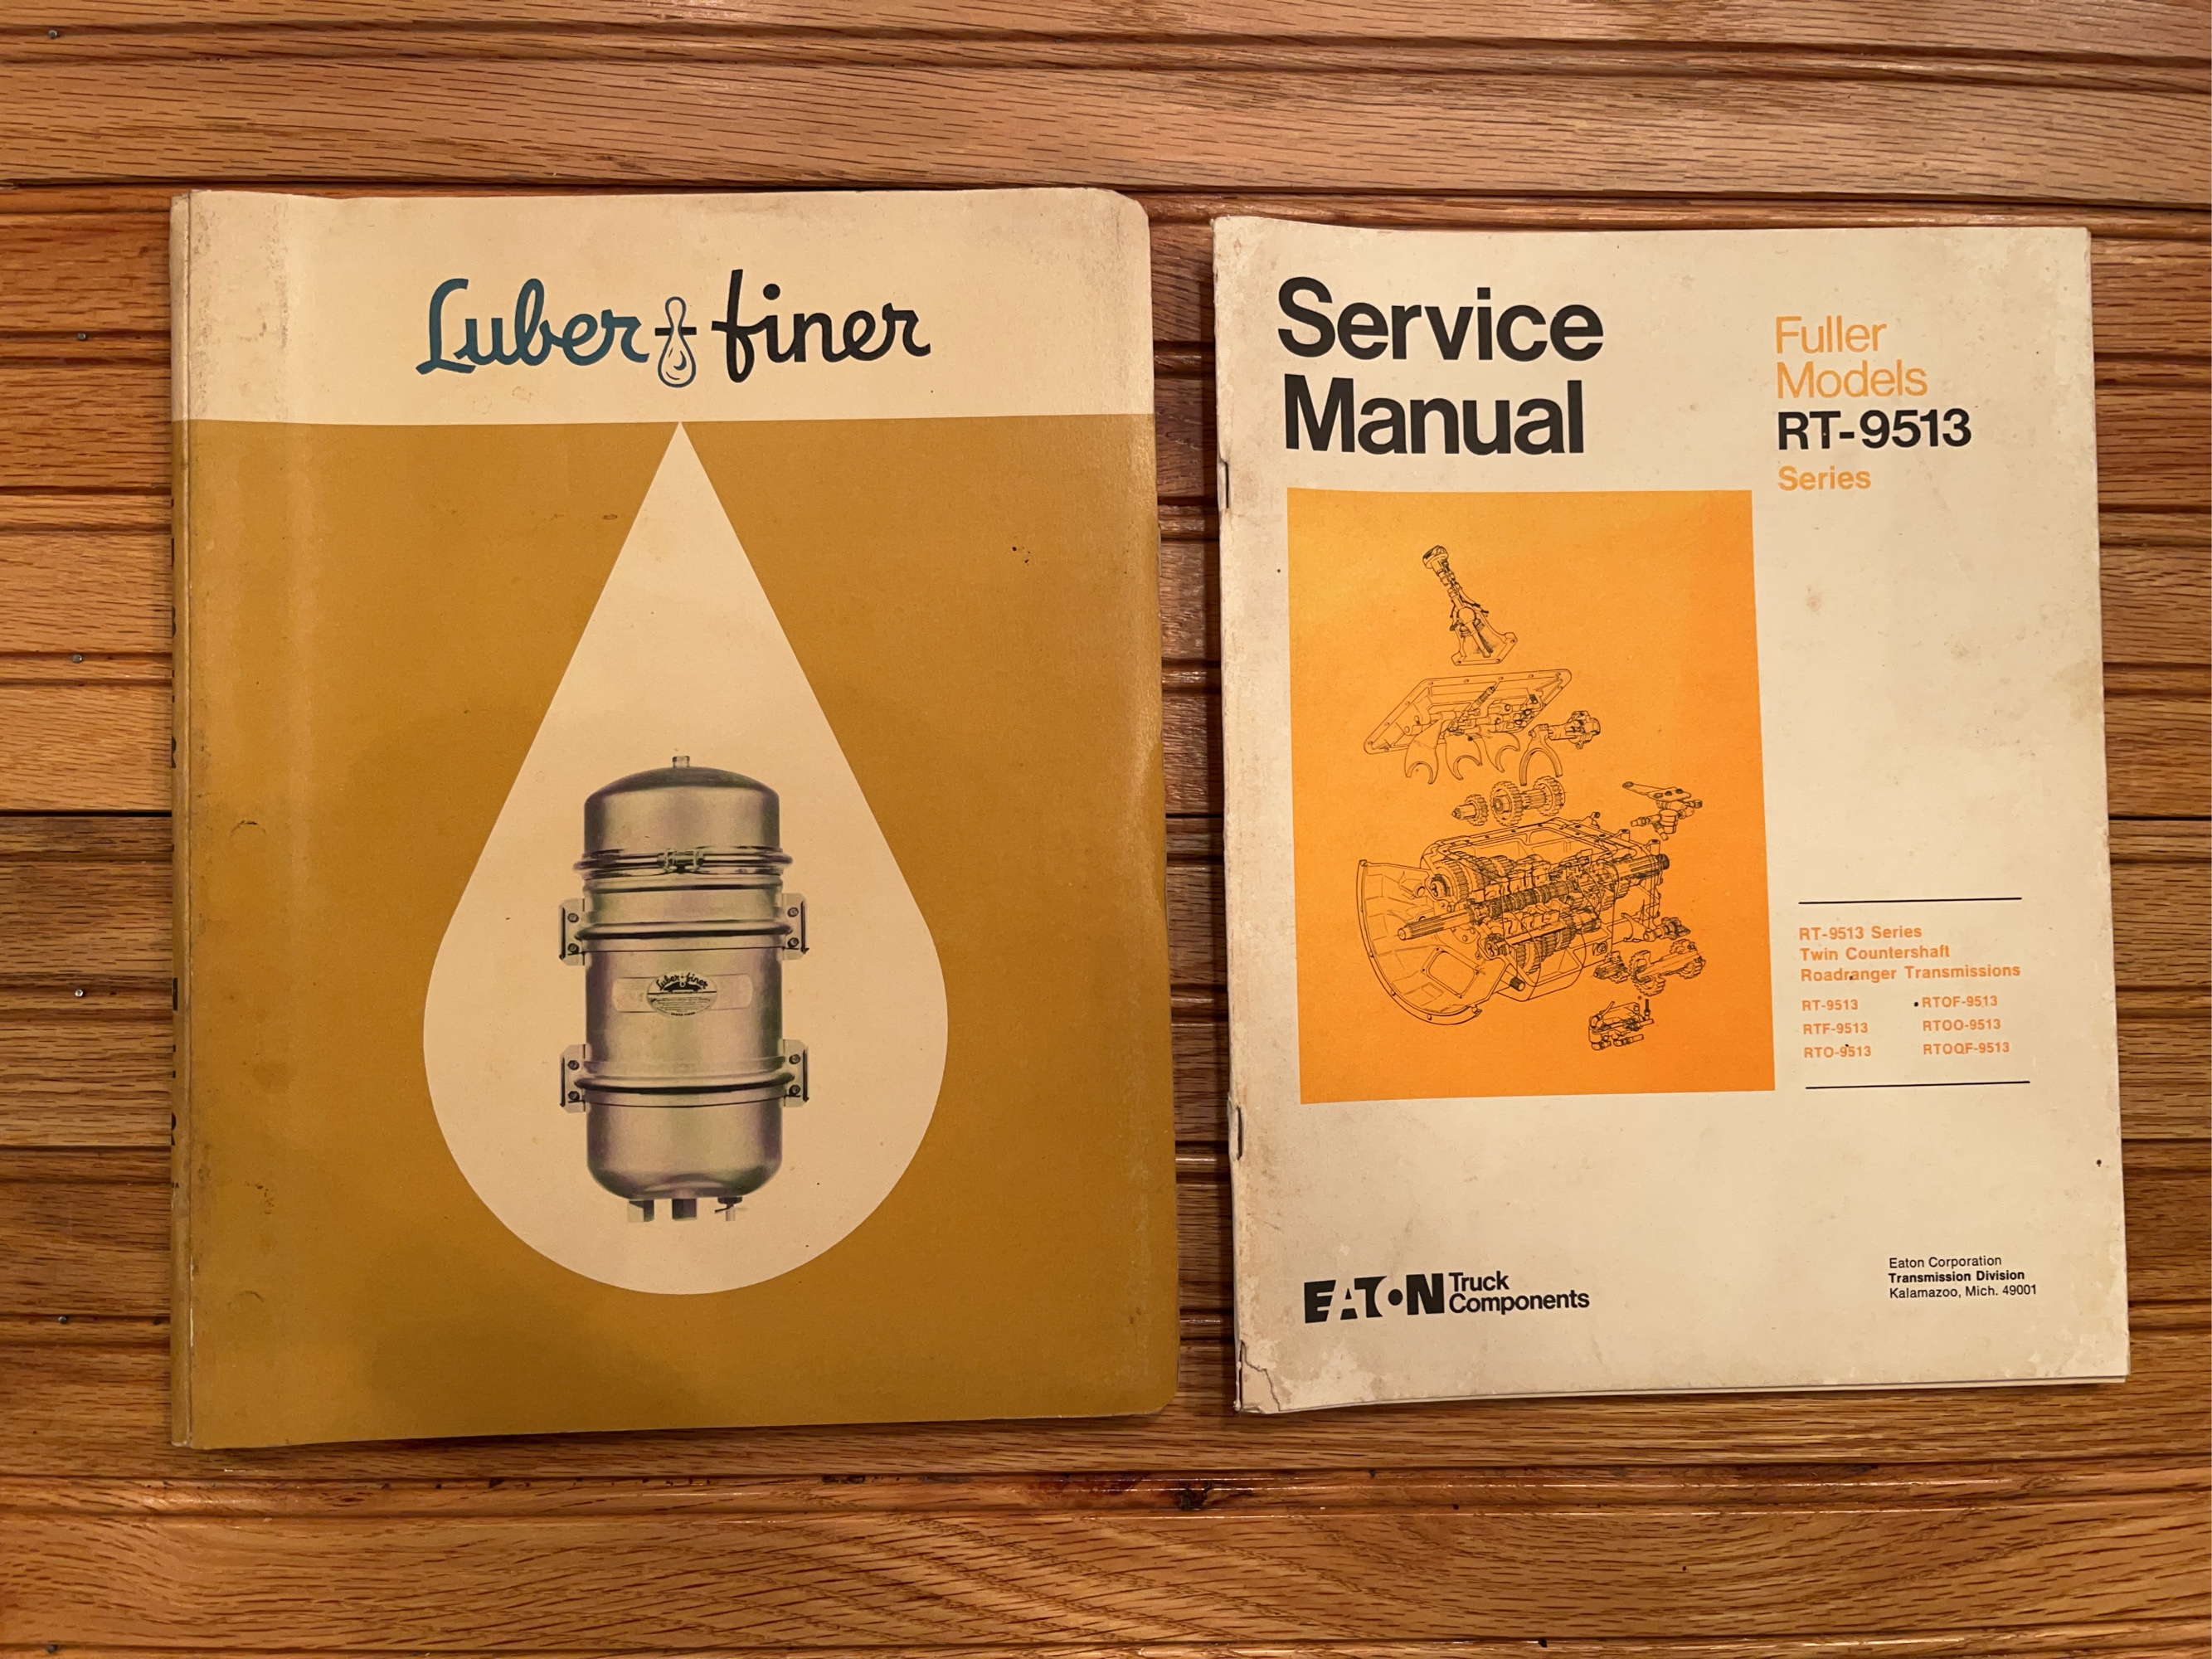 Luber-finer
Luber-finer
Service
Manual
Fuller
Models
RT-9513
Series
RT-9513 Series
Twin Countershaft
Roadranger Transmissions
RT-9513 RTOF-9513
RTF-9513 RTOO-9513
RTO-9513 RTOQF-9513
EATON Truck
Components
Eaton Corporation
Transmission Division
Kalamazoo, Mich. 49001